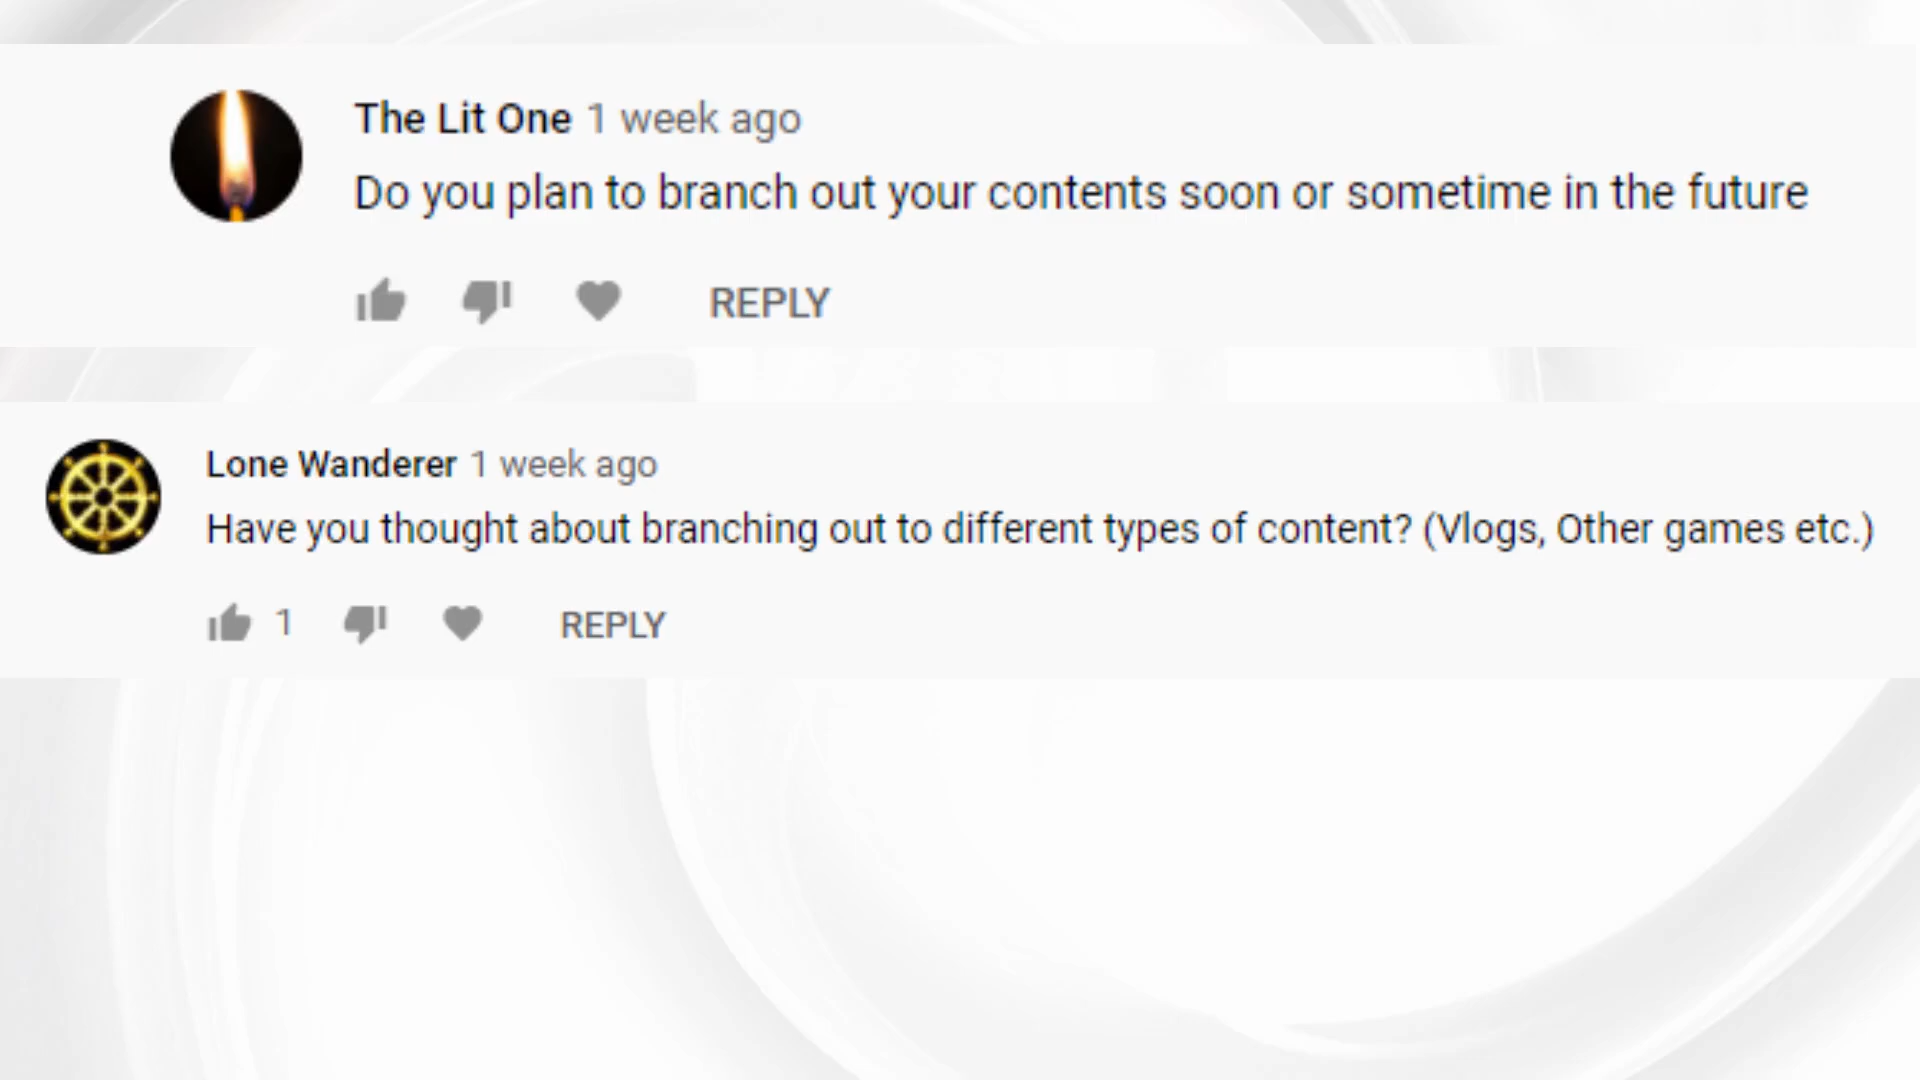 The Lit One 1 week ago
Do you plan to branch out your contents soon or sometime in the future
REPLY
Lone Wanderer 1 week ago
Have you thought about branching out to different types of content? (Vlogs, Other games etc.)
1 REPLY